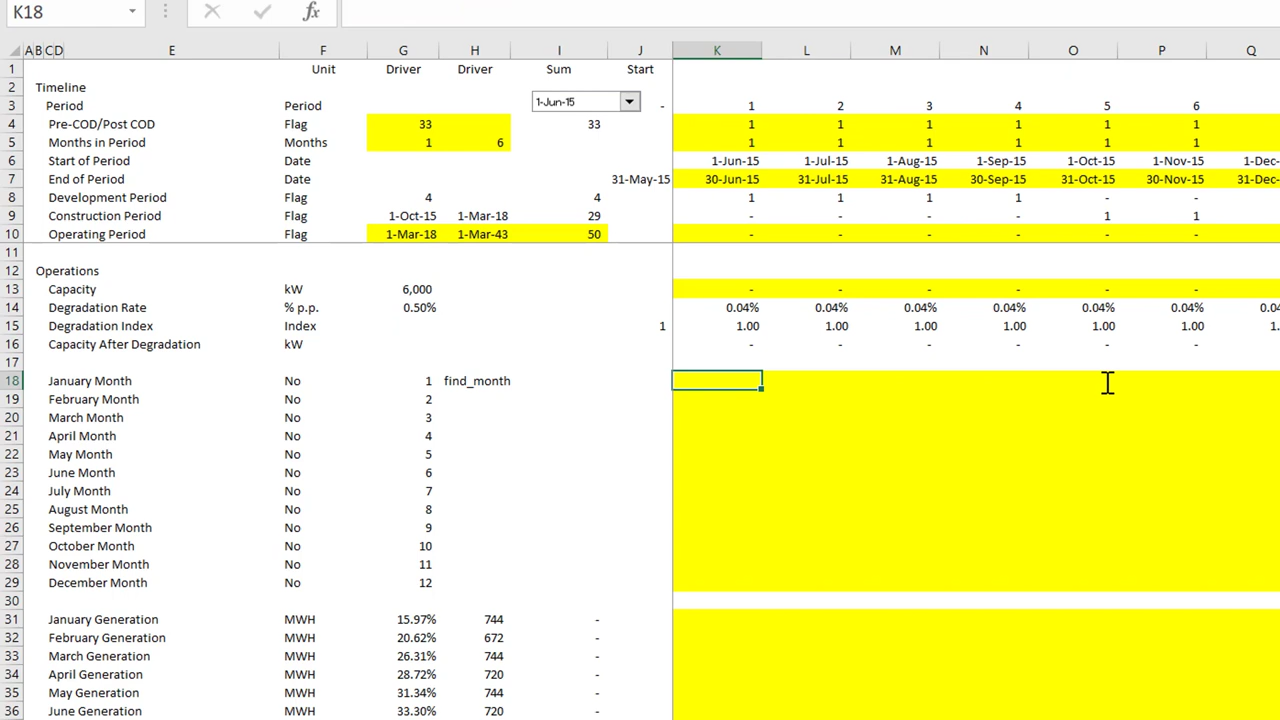 K18 fx
A B C D E F G H I J K L M N O P Q
1 Unit Driver Driver Sum Start
2 Timeline
3 Period Period 1-Jun-15 - 1 2 3 4 5 6
4 Pre-COD/Post COD Flag 33 33 1 1 1 1 1 1
5 Months in Period Months 1 6 1 1 1 1 1 1
6 Start of Period Date 1-Jun-15 1-Jul-15 1-Aug-15 1-Sep-15 1-Oct-15 1-Nov-15 1-Dec-
7 End of Period Date 31-May-15 30-Jun-15 31-Jul-15 31-Aug-15 30-Sep-15 31-Oct-15 30-Nov-15 31-Dec-
8 Development Period Flag 4 4 1 1 1 1 - -
9 Construction Period Flag 1-Oct-15 1-Mar-18 29 - - - - 1 1
10 Operating Period Flag 1-Mar-18 1-Mar-43 50 - - - - - -
11
12 Operations
13 Capacity kW 6,000 - - - - - -
14 Degradation Rate % p.p. 0.50% 0.04% 0.04% 0.04% 0.04% 0.04% 0.04% 0.04
15 Degradation Index Index 1 1.00 1.00 1.00 1.00 1.00 1.00 1.
16 Capacity After Degradation kW - - - - - -
17
18 January Month No 1 find_month
19 February Month No 2
20 March Month No 3
21 April Month No 4
22 May Month No 5
23 June Month No 6
24 July Month No 7
25 August Month No 8
26 September Month No 9
27 October Month No 10
28 November Month No 11
29 December Month No 12
30
31 January Generation MWH 15.97% 744 -
32 February Generation MWH 20.62% 672 -
33 March Generation MWH 26.31% 744 -
34 April Generation MWH 28.72% 720 -
35 May Generation MWH 31.34% 744 -
36 June Generation MWH 33.30% 720 -